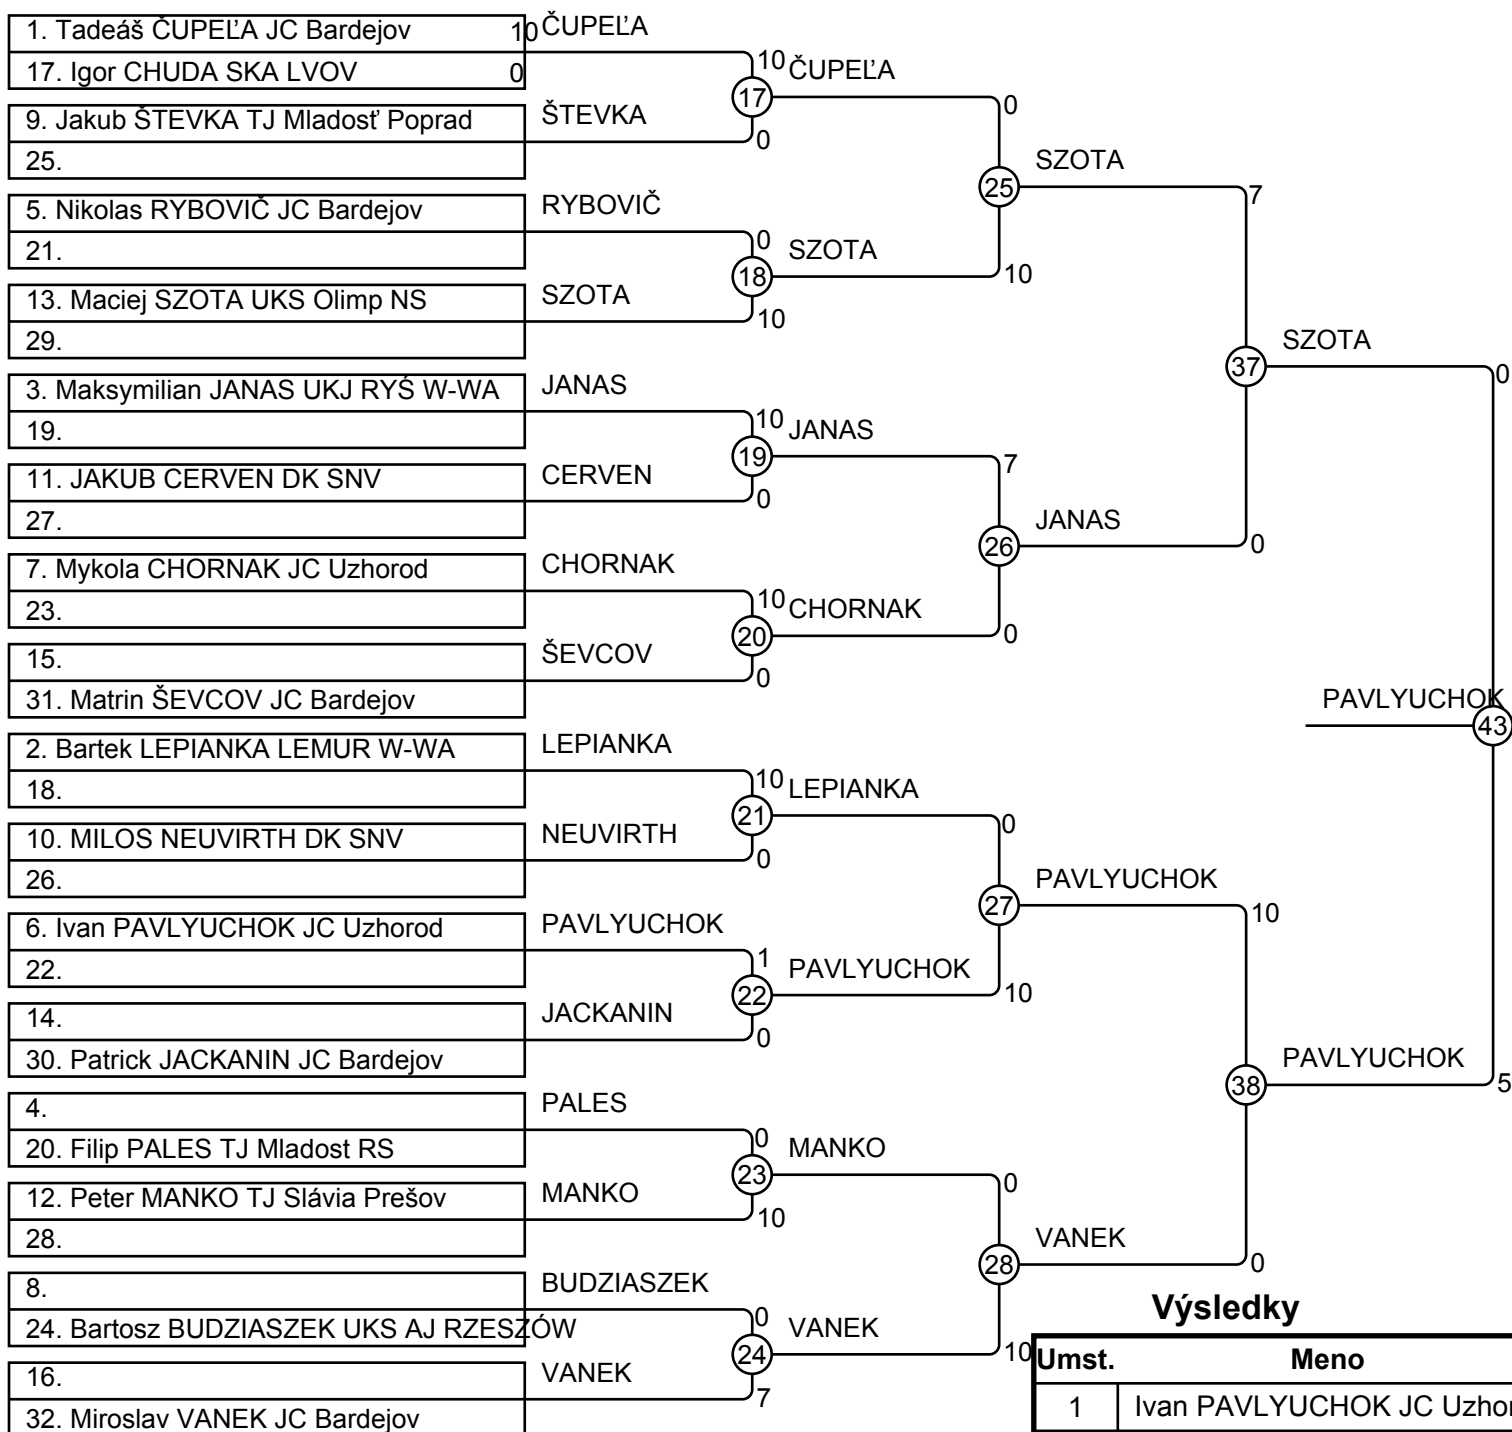 1. Tadeáš ČUPEĽA JC Bardejov 10
17. Igor CHUDA SKA LVOV 0
9. Jakub ŠTEVKA TJ Mladosť Poprad
25.
5. Nikolas RYBOVIČ JC Bardejov
21.
13. Maciej SZOTA UKS Olimp NS
29.
3. Maksymilian JANAS UKJ RYŚ W-WA
19.
11. JAKUB CERVEN DK SNV
27.
7. Mykola CHORNAK JC Uzhorod
23.
15.
31. Matrin ŠEVCOV JC Bardejov
2. Bartek LEPIANKA LEMUR W-WA
18.
10. MILOS NEUVIRTH DK SNV
26.
6. Ivan PAVLYUCHOK JC Uzhorod
22.
14.
30. Patrick JACKANIN JC Bardejov
4.
20. Filip PALES TJ Mladost RS
12. Peter MANKO TJ Slávia Prešov
28.
8.
24. Bartosz BUDZIASZEK UKS AJ RZESZÓW
16.
32. Miroslav VANEK JC Bardejov
ČUPEĽA
10
17
ŠTEVKA
0
RYBOVIČ
0
18
SZOTA
10
JANAS
10
19
CERVEN
0
CHORNAK
10
20
ŠEVCOV
0
LEPIANKA
10
21
NEUVIRTH
0
PAVLYUCHOK
1
22
JACKANIN
0
PALES
0
23
MANKO
10
BUDZIASZEK
0
24
VANEK
7
ČUPEĽA
0
25
SZOTA
10
JANAS
7
26
CHORNAK
0
LEPIANKA
0
27
PAVLYUCHOK
10
MANKO
0
28
VANEK
10
SZOTA
7
37
JANAS
0
PAVLYUCHOK
10
38
VANEK
0
SZOTA
0
PAVLYUCHOK
43
PAVLYUCHOK
5
Výsledky
Umst. Meno
1 Ivan PAVLYUCHOK JC Uzhor